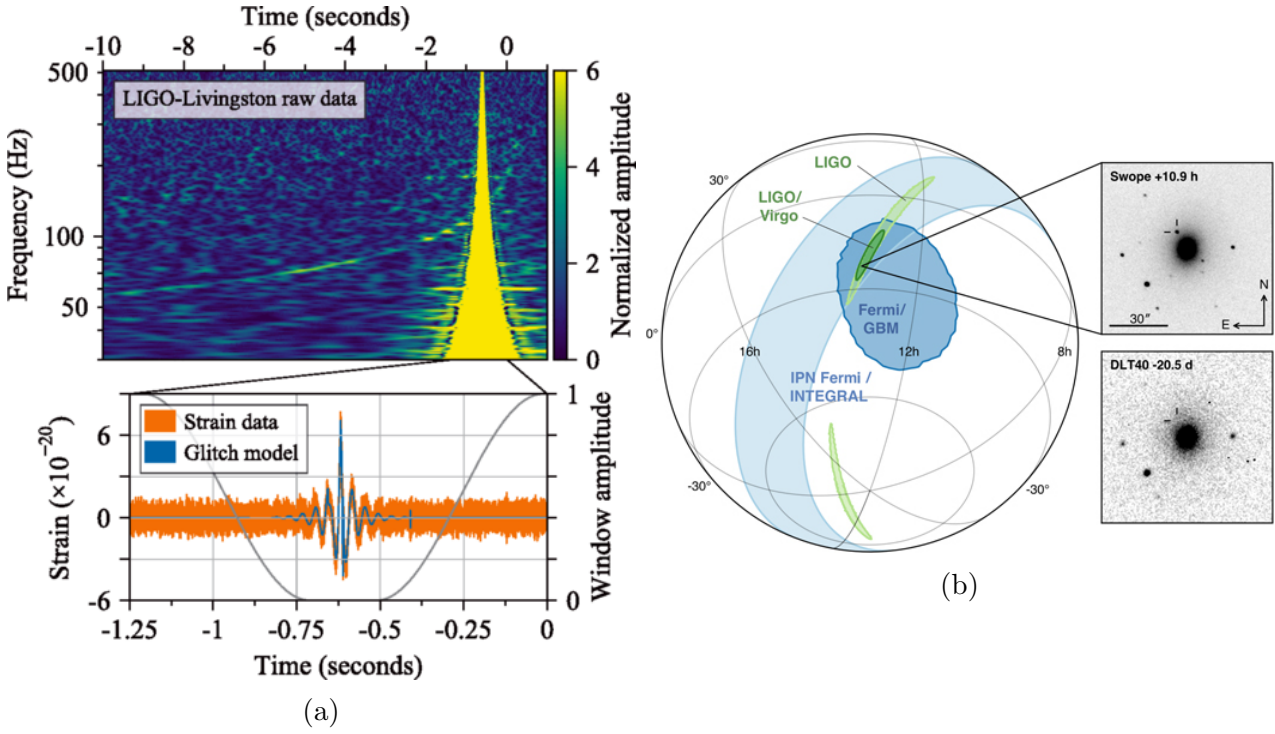 Time (seconds)
-10 -8 -6 -4 -2 0
500
100
50
Frequency (Hz)
LIGO-Livingston raw data
6
4
2
0
Normalized amplitude
Strain data
Glitch model
6
3
0
-3
-6
Strain (×10⁻²⁰)
1
0
Window amplitude
-1.25 -1 -0.75 -0.5 -0.25 0
Time (seconds)
(a)
LIGO
LIGO/
Virgo
Fermi/
GBM
IPN Fermi /
INTEGRAL
30°
0°
-30°
-30°
16h
12h
8h
Swope +10.9 h
30″
N
E
DLT40 -20.5 d
(b)